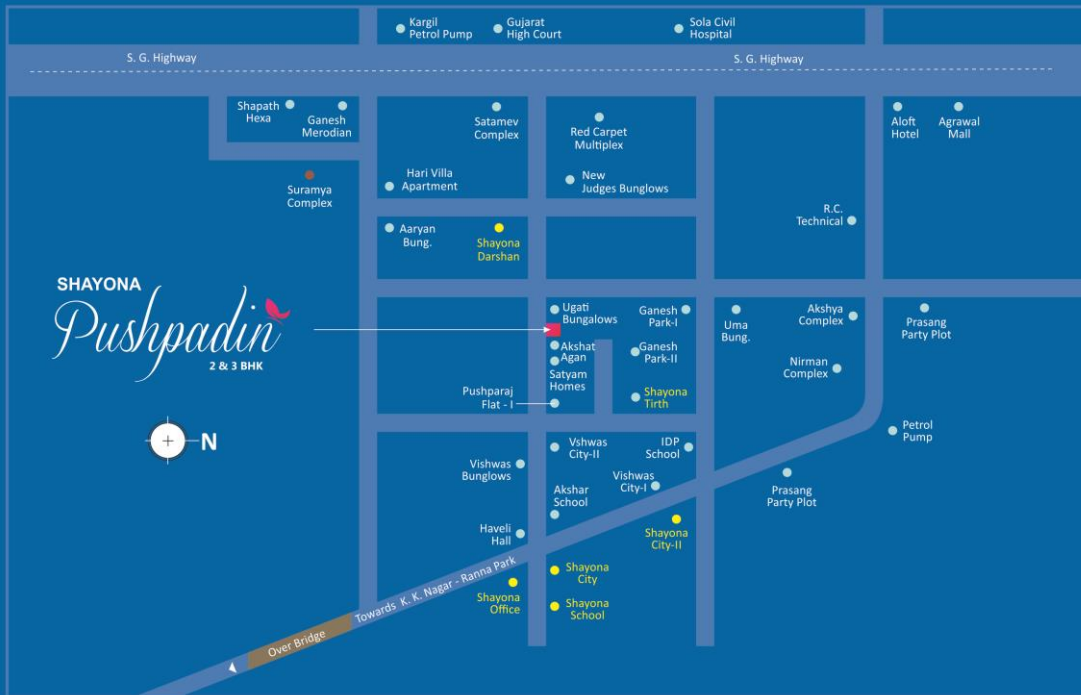 Kargil
Petrol Pump
Gujarat
High Court
Sola Civil
Hospital
S. G. Highway
S. G. Highway
Shapath
Hexa
Ganesh
Merodian
Satamev
Complex
Red Carpet
Multiplex
Aloft
Hotel
Agrawal
Mall
Suramya
Complex
Hari Villa
Apartment
New
Judges Bunglows
R.C.
Technical
Aaryan
Bung.
Shayona
Darshan
SHAYONA
Pushpadin
2 & 3 BHK
Ugati
Bungalows
Ganesh
Park-I
Uma
Bung.
Akshya
Complex
Prasang
Party Plot
Akshat
Agan
Ganesh
Park-II
Satyam
Homes
Nirman
Complex
Pushparaj
Flat - I
Shayona
Tirth
N
Petrol
Pump
Vshwas
City-II
IDP
School
Vishwas
Bunglows
Vishwas
City-I
Prasang
Party Plot
Akshar
School
Haveli
Hall
Shayona
City-II
Shayona
City
Shayona
Office
Shayona
School
Towards K. K. Nagar - Ranna Park
Over Bridge